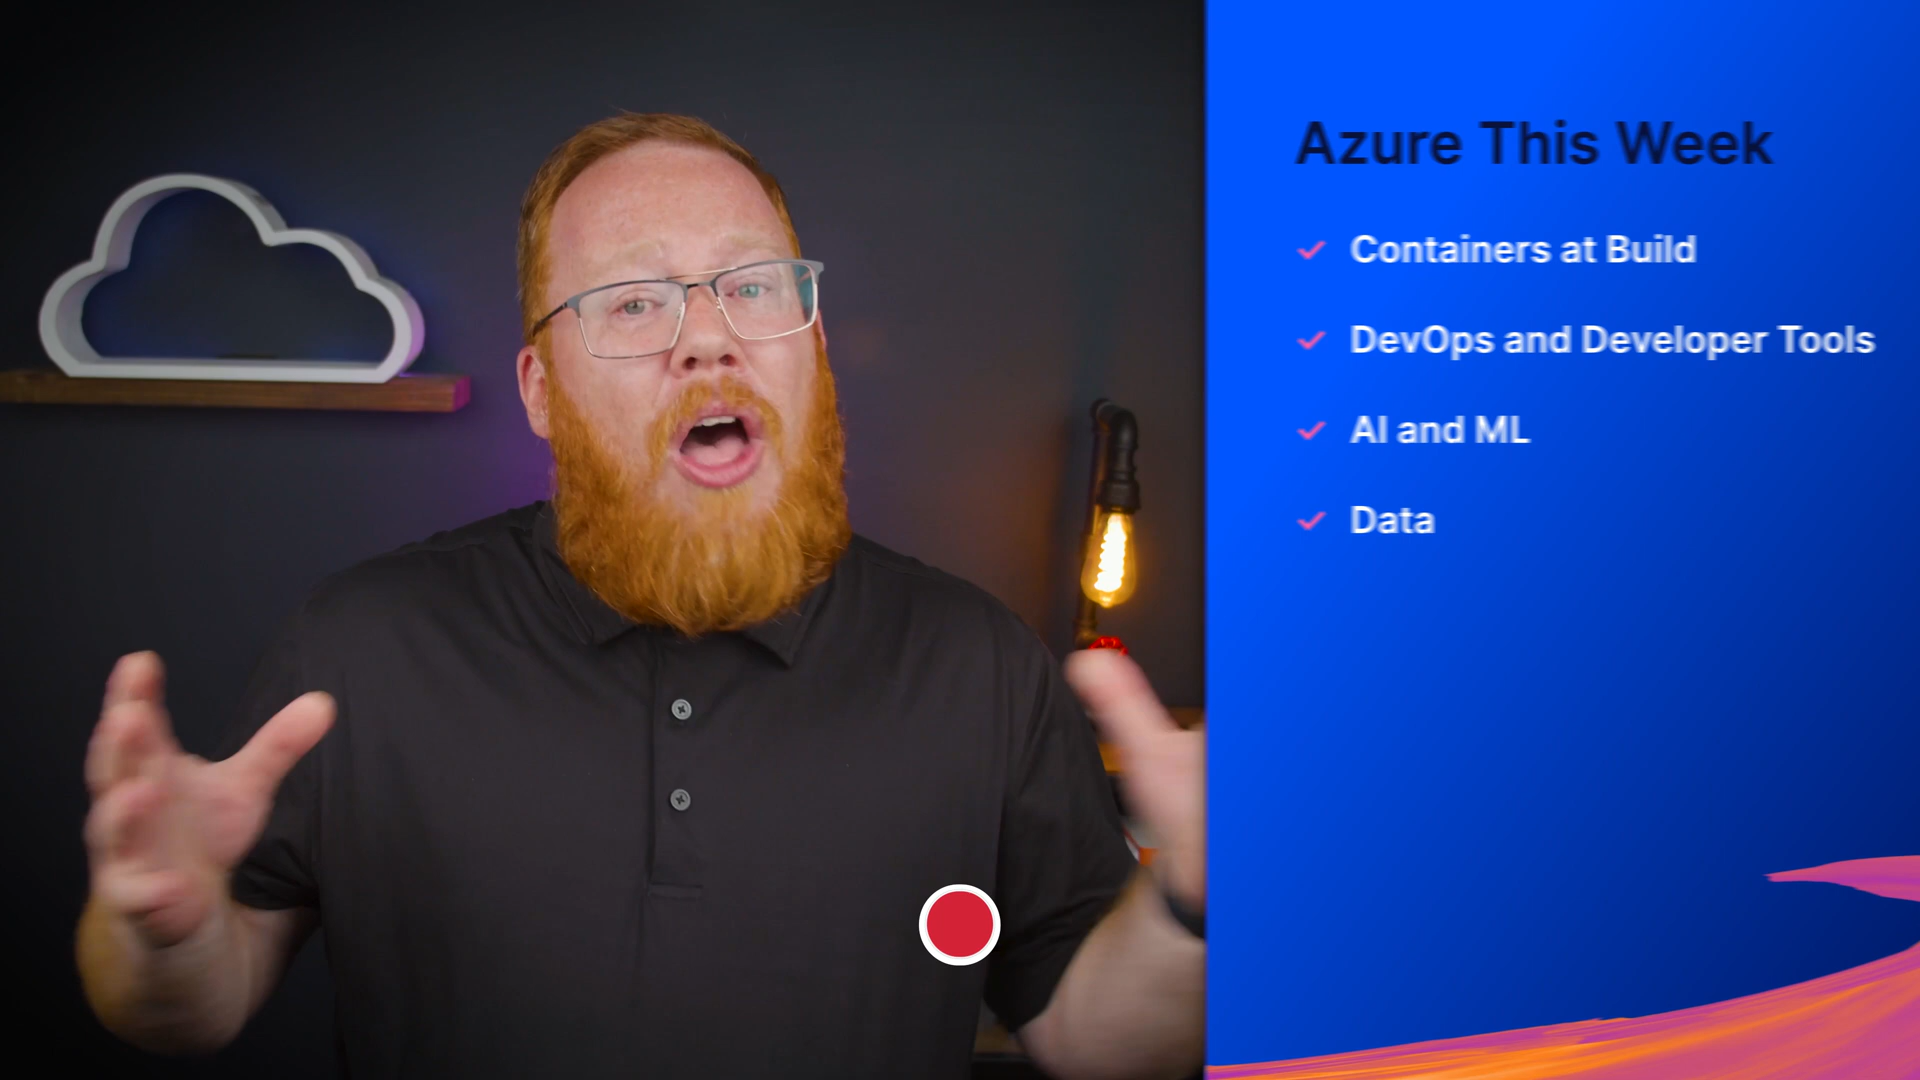 Azure This Week
Containers at Build
DevOps and Developer Tools
AI and ML
Data